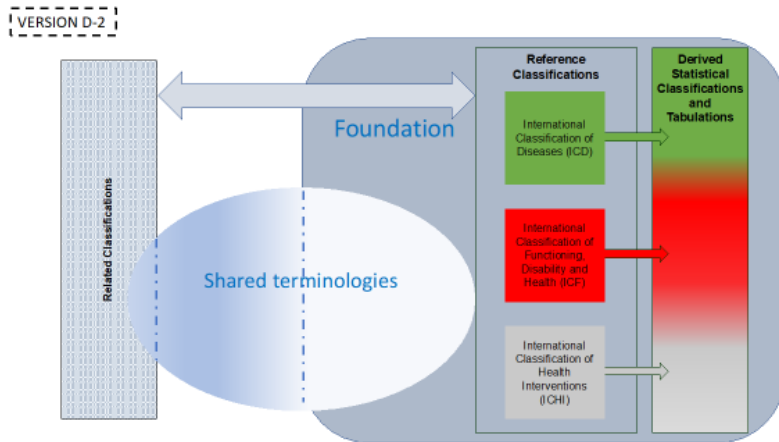 VERSION D-2
Related Classifications
Foundation
Shared terminologies
Reference
Classifications
International
Classification of
Diseases (ICD)
International
Classification of
Functioning,
Disability and
Health (ICF)
International
Classification of
Health
Interventions
(ICHI)
Derived
Statistical
Classifications
and
Tabulations